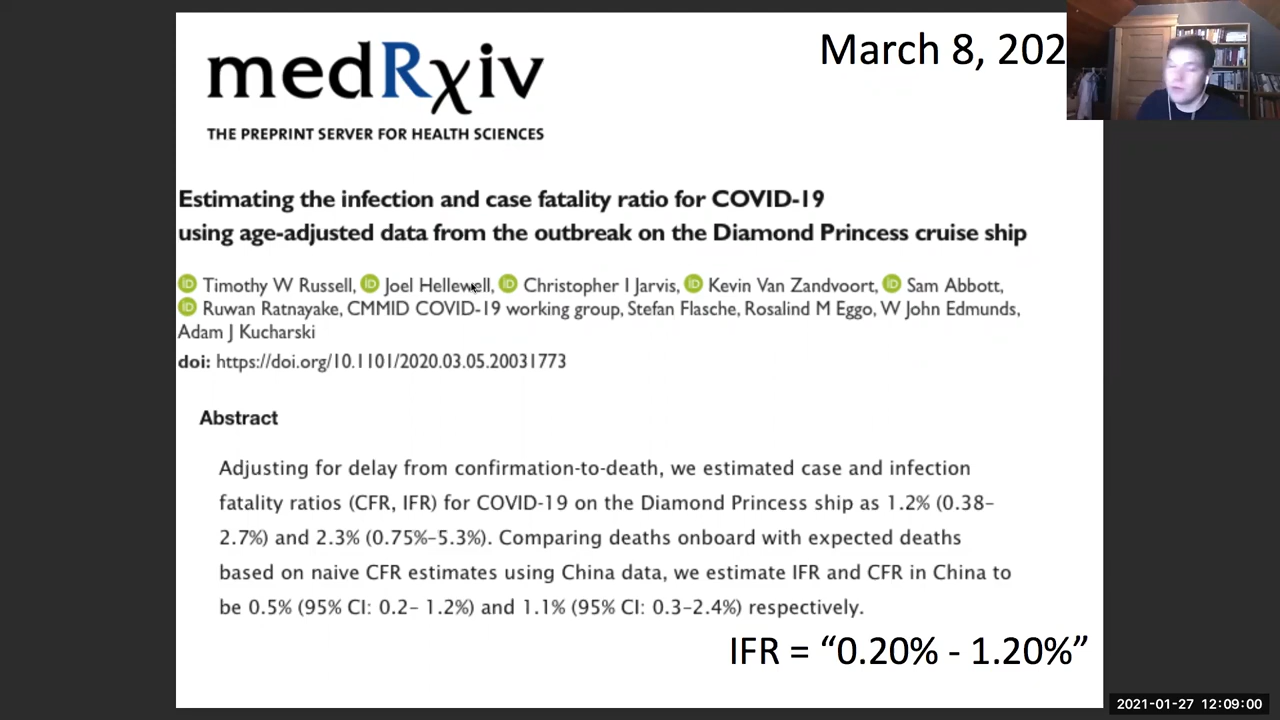 medRχiv
THE PREPRINT SERVER FOR HEALTH SCIENCES
March 8, 202
Estimating the infection and case fatality ratio for COVID-19
using age-adjusted data from the outbreak on the Diamond Princess cruise ship
iD Timothy W Russell, iD Joel Hellewell, iD Christopher I Jarvis, iD Kevin Van Zandvoort, iD Sam Abbott,
iD Ruwan Ratnayake, CMMID COVID-19 working group, Stefan Flasche, Rosalind M Eggo, W John Edmunds,
Adam J Kucharski
doi: https://doi.org/10.1101/2020.03.05.20031773
Abstract
Adjusting for delay from confirmation-to-death, we estimated case and infection
fatality ratios (CFR, IFR) for COVID-19 on the Diamond Princess ship as 1.2% (0.38–
2.7%) and 2.3% (0.75%–5.3%). Comparing deaths onboard with expected deaths
based on naive CFR estimates using China data, we estimate IFR and CFR in China to
be 0.5% (95% CI: 0.2– 1.2%) and 1.1% (95% CI: 0.3–2.4%) respectively.
IFR = “0.20% - 1.20%”
2021-01-27 12:09:00